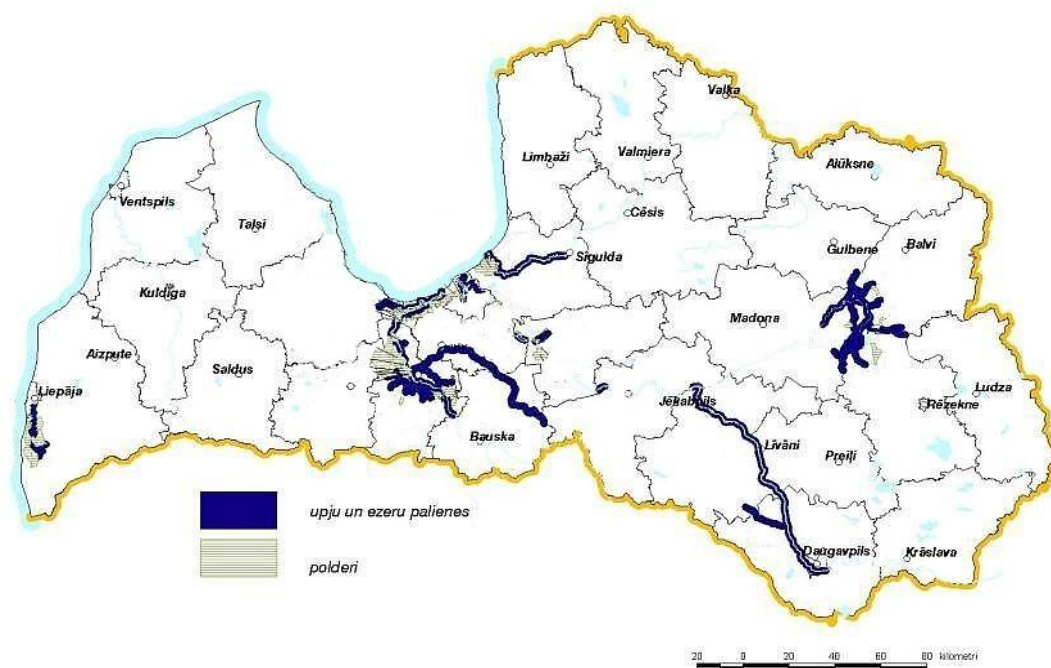 Valka
Limbaži
Valmiera
Alūksne
Ventspils
Talsi
Cēsis
Sigulda
Gulbene
Balvi
Kuldīga
Madona
Aizpute
Saldus
Liepāja
Jēkabpils
Rēzekne
Ludza
Bauska
Līvāni
Preiļi
Daugavpils
Krāslava
upju un ezeru palienes
polderi
20 0 20 40 60 80 kilometri